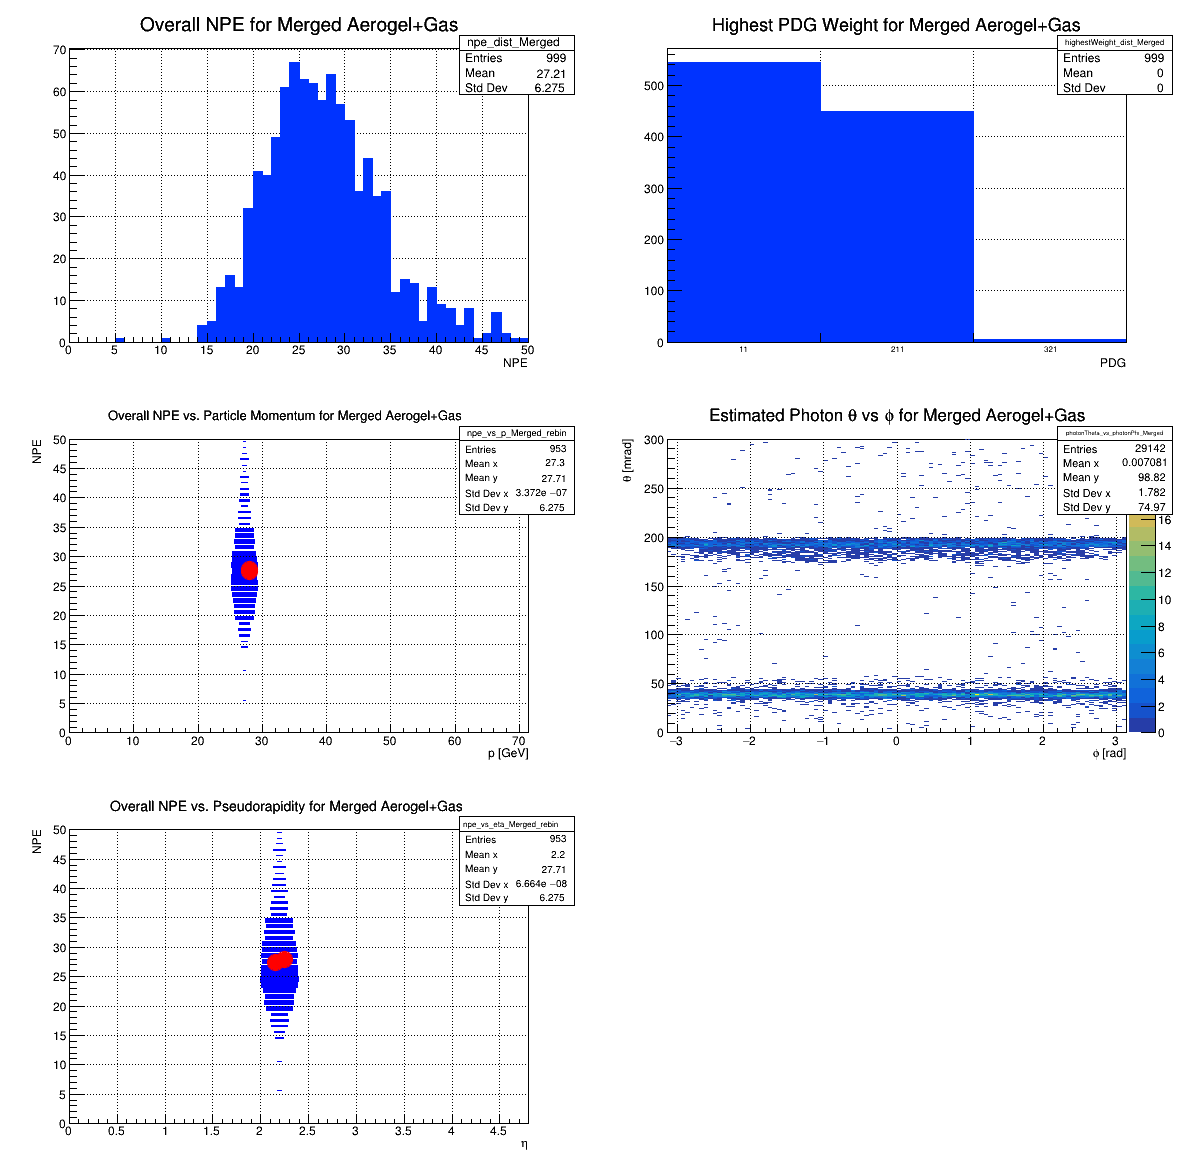 Overall NPE for Merged Aerogel+Gas
npe_dist_Merged
Entries 999
Mean 27.21
Std Dev 6.275
70
60
50
40
30
20
10
0
0 5 10 15 20 25 30 35 40 45 50
NPE
Highest PDG Weight for Merged Aerogel+Gas
highestWeight_dist_Merged
Entries 999
Mean 0
Std Dev 0
500
400
300
200
100
0
11 211 321
PDG
Overall NPE vs. Particle Momentum for Merged Aerogel+Gas
npe_vs_p_Merged_rebin
Entries 953
Mean x 27.3
Mean y 27.71
Std Dev x 3.372e −07
Std Dev y 6.275
NPE
50
45
40
35
30
25
20
15
10
5
0
0 10 20 30 40 50 60 70
p [GeV]
Estimated Photon θ vs ϕ for Merged Aerogel+Gas
photonTheta_vs_photonPhi_Merged
Entries 29142
Mean x 0.007081
Mean y 98.82
Std Dev x 1.782
Std Dev y 74.97
θ [mrad]
300
250
200
150
100
50
0
−3 −2 −1 0 1 2 3
ϕ [rad]
16
14
12
10
8
6
4
2
0
Overall NPE vs. Pseudorapidity for Merged Aerogel+Gas
npe_vs_eta_Merged_rebin
Entries 953
Mean x 2.2
Mean y 27.71
Std Dev x 6.664e −08
Std Dev y 6.275
NPE
50
45
40
35
30
25
20
15
10
5
0
0 0.5 1 1.5 2 2.5 3 3.5 4 4.5
η